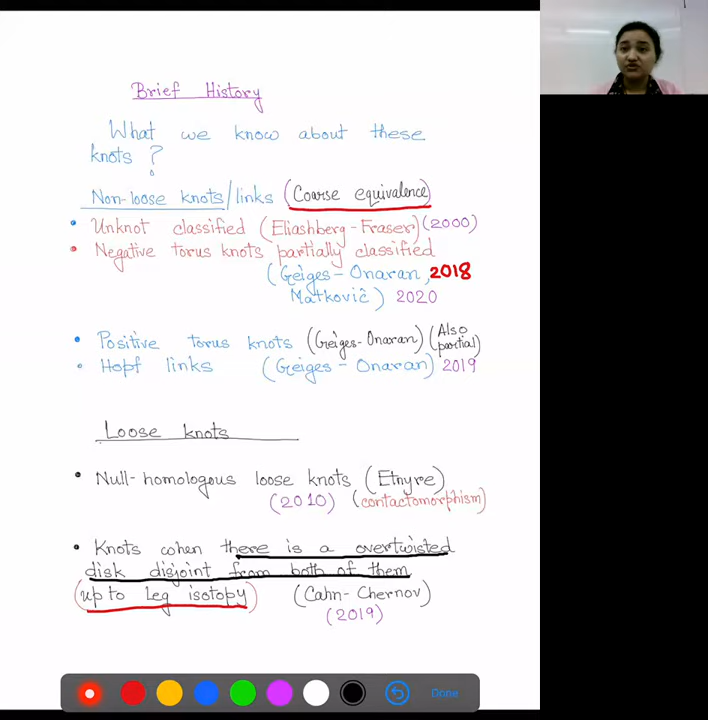 Brief History
What we know about these
knots ?
Non-loose knots/links (Coarse equivalence)
• Unknot classified (Eliashberg-Fraser)(2000)
• Negative torus knots partially classified
(Geiges-Onaran, 2018
Matkovič) 2020
• Positive torus knots (Geiges-Onaran) (Also
partial)
• Hopf links (Geiges-Onaran) 2019
Loose knots
• Null-homologous loose knots (Etnyre)
(2010) (contactomorphism)
• Knots when there is a overtwisted
disk disjoint from both of them
(up to Leg isotopy) (Cahn-Chernov)
(2019)
Done